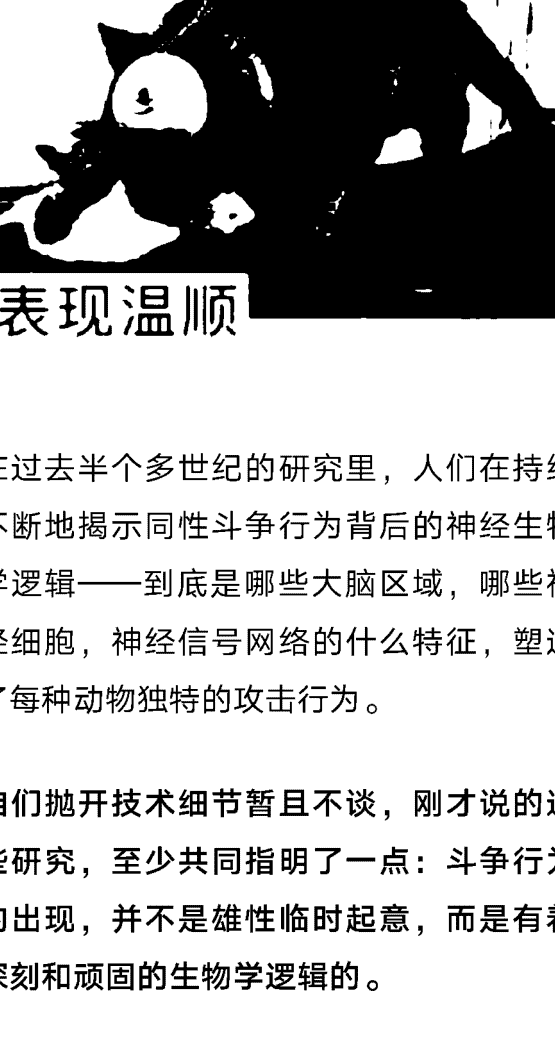 表现温顺
在过去半个多世纪的研究里，人们在持续
不断地揭示同性斗争行为背后的神经生物
学逻辑——到底是哪些大脑区域，哪些神
经细胞，神经信号网络的什么特征，塑造
了每种动物独特的攻击行为。
咱们抛开技术细节暂且不谈，刚才说的这
些研究，至少共同指明了一点：斗争行为
的出现，并不是雄性临时起意，而是有着
深刻和顽固的生物学逻辑的。